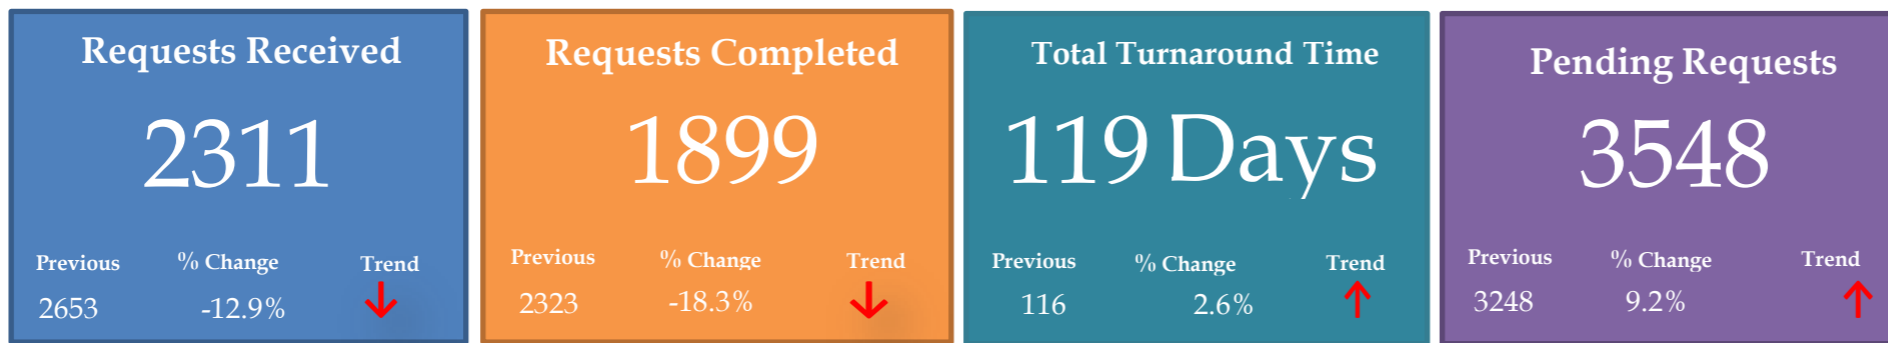 Requests Received
2311
Previous % Change Trend
2653 -12.9%
Requests Completed
1899
Previous % Change Trend
2323 -18.3%
Total Turnaround Time
119 Days
Previous % Change Trend
116 2.6%
Pending Requests
3548
Previous % Change Trend
3248 9.2%